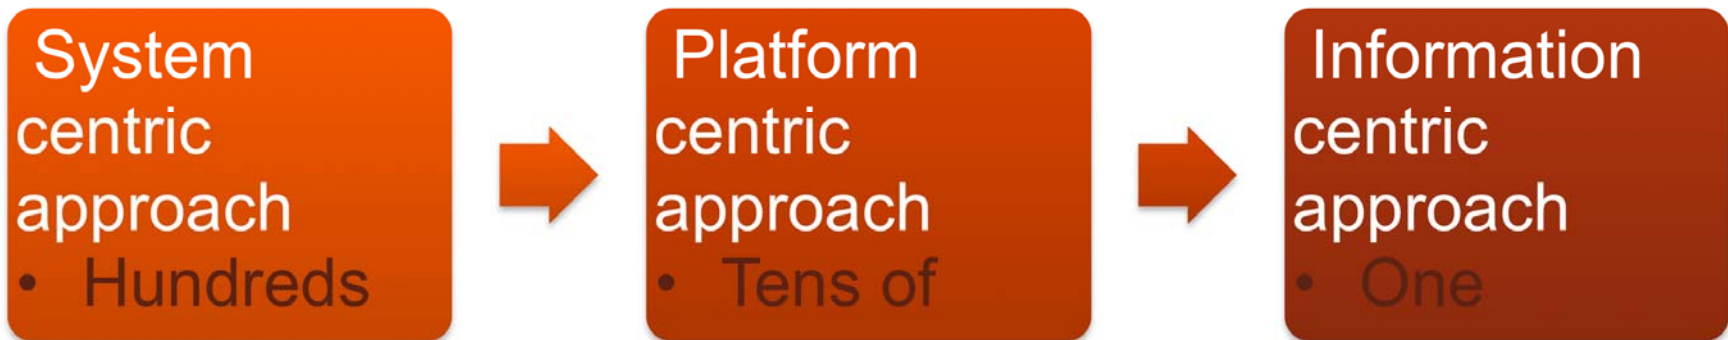 System
centric
approach
• Hundreds
Platform
centric
approach
• Tens of
Information
centric
approach
• One